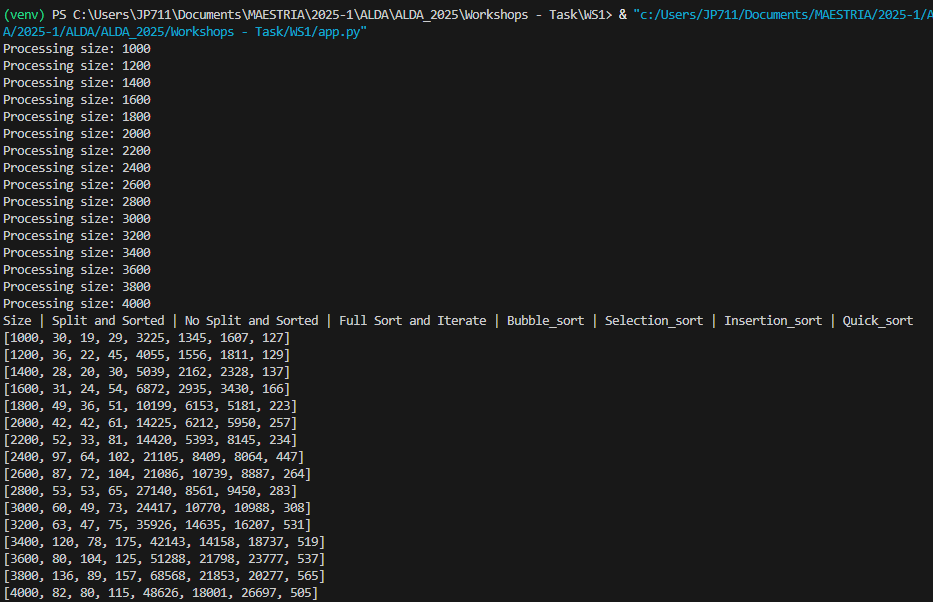 (venv) PS C:\Users\JP711\Documents\MAESTRIA\2025-1\ALDA\ALDA_2025\Workshops - Task\WS1> & "c:/Users/JP711/Documents/MAESTRIA/2025-1/A
A/2025-1/ALDA/ALDA_2025/Workshops - Task/WS1/app.py"
Processing size: 1000
Processing size: 1200
Processing size: 1400
Processing size: 1600
Processing size: 1800
Processing size: 2000
Processing size: 2200
Processing size: 2400
Processing size: 2600
Processing size: 2800
Processing size: 3000
Processing size: 3200
Processing size: 3400
Processing size: 3600
Processing size: 3800
Processing size: 4000
Size | Split and Sorted | No Split and Sorted | Full Sort and Iterate | Bubble_sort | Selection_sort | Insertion_sort | Quick_sort
[1000, 30, 19, 29, 3225, 1345, 1607, 127]
[1200, 36, 22, 45, 4055, 1556, 1811, 129]
[1400, 28, 20, 30, 5039, 2162, 2328, 137]
[1600, 31, 24, 54, 6872, 2935, 3430, 166]
[1800, 49, 36, 51, 10199, 6153, 5181, 223]
[2000, 42, 42, 61, 14225, 6212, 5950, 257]
[2200, 52, 33, 81, 14420, 5393, 8145, 234]
[2400, 97, 64, 102, 21105, 8409, 8064, 447]
[2600, 87, 72, 104, 21086, 10739, 8887, 264]
[2800, 53, 53, 65, 27140, 8561, 9450, 283]
[3000, 60, 49, 73, 24417, 10770, 10988, 308]
[3200, 63, 47, 75, 35926, 14635, 16207, 531]
[3400, 120, 78, 175, 42143, 14158, 18737, 519]
[3600, 80, 104, 125, 51288, 21798, 23777, 537]
[3800, 136, 89, 157, 68568, 21853, 20277, 565]
[4000, 82, 80, 115, 48626, 18001, 26697, 505]